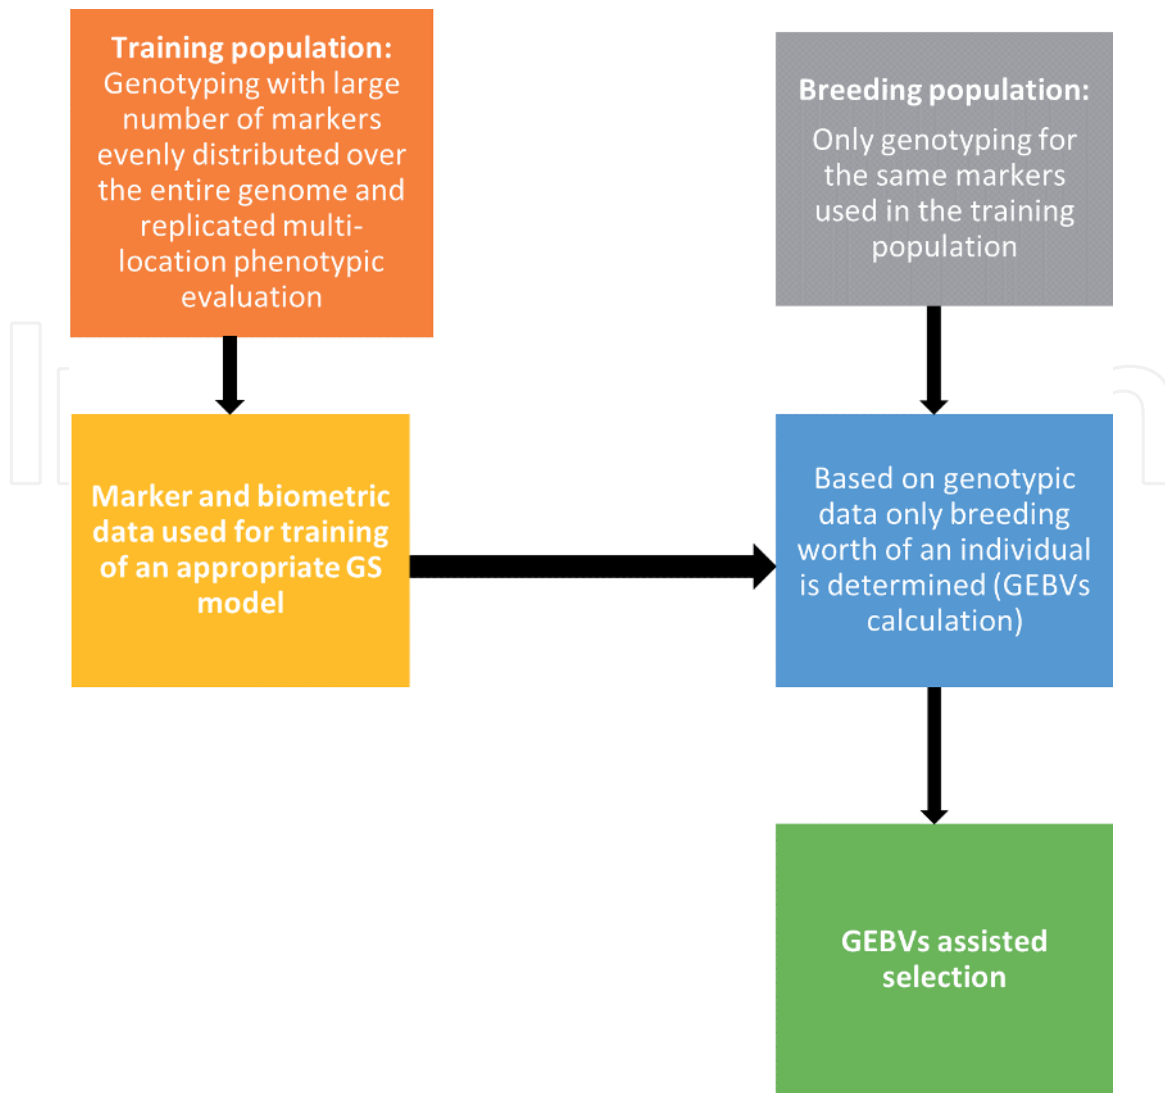 Training population:
Genotyping with large
number of markers
evenly distributed over
the entire genome and
replicated multi-
location phenotypic
evaluation
Breeding population:
Only genotyping for
the same markers
used in the training
population
Marker and biometric
data used for training
of an appropriate GS
model
Based on genotypic
data only breeding
worth of an individual
is determined (GEBVs
calculation)
GEBVs assisted
selection